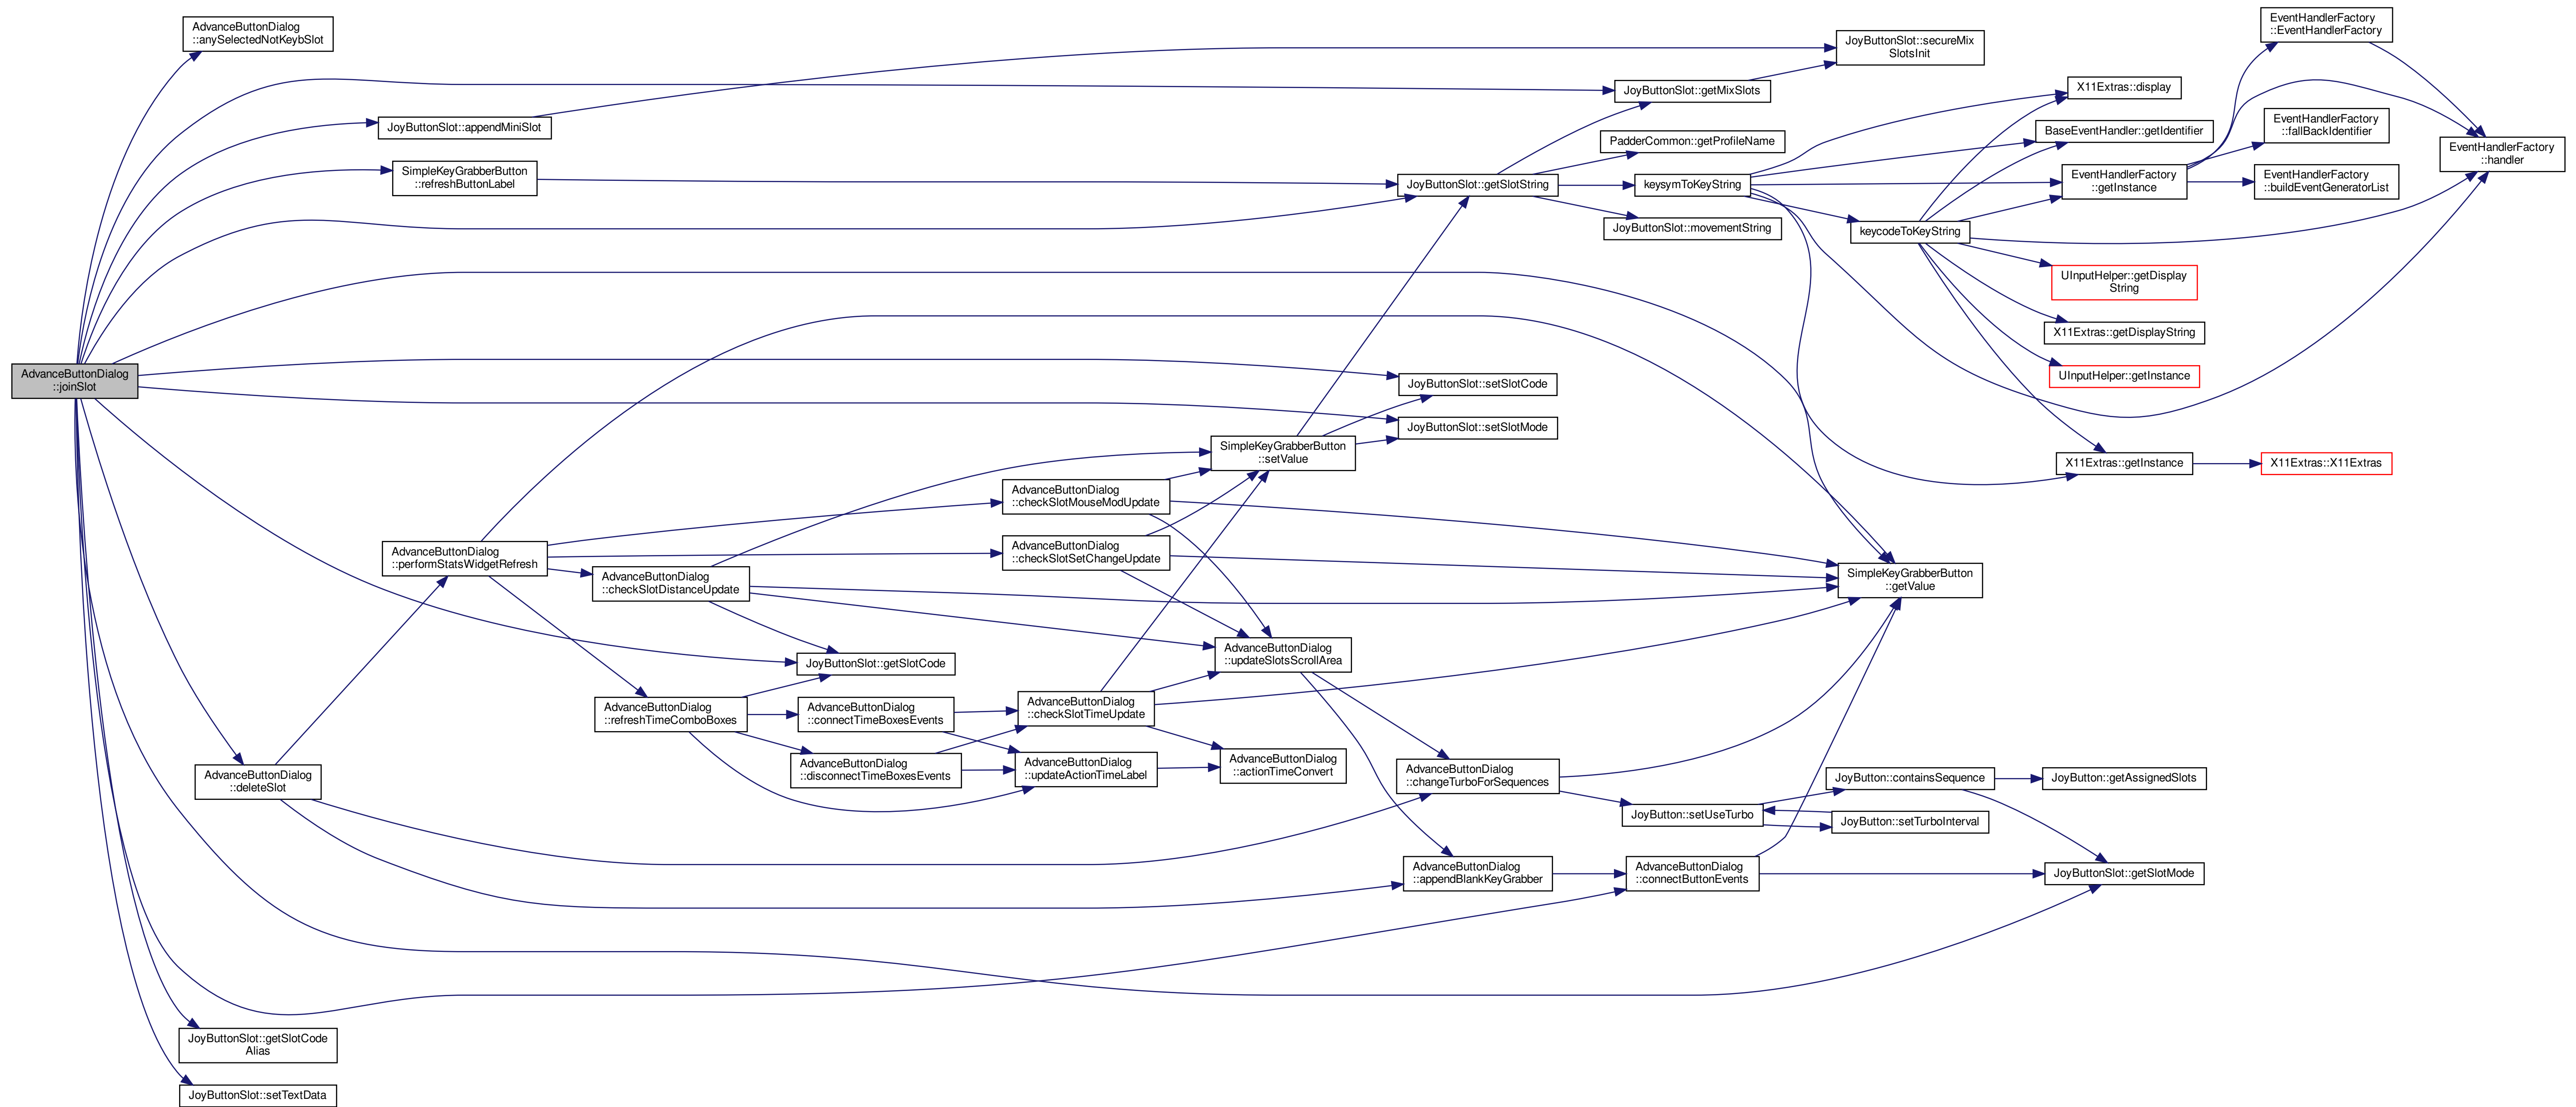 AdvanceButtonDialog
::joinSlot
AdvanceButtonDialog
::anySelectedNotKeybSlot
JoyButtonSlot::appendMiniSlot
SimpleKeyGrabberButton
::refreshButtonLabel
AdvanceButtonDialog
::deleteSlot
JoyButtonSlot::getSlotCode
Alias
JoyButtonSlot::setTextData
AdvanceButtonDialog
::performStatsWidgetRefresh
AdvanceButtonDialog
::checkSlotDistanceUpdate
AdvanceButtonDialog
::refreshTimeComboBoxes
JoyButtonSlot::getSlotCode
AdvanceButtonDialog
::connectTimeBoxesEvents
AdvanceButtonDialog
::disconnectTimeBoxesEvents
AdvanceButtonDialog
::checkSlotMouseModUpdate
AdvanceButtonDialog
::checkSlotSetChangeUpdate
AdvanceButtonDialog
::checkSlotTimeUpdate
AdvanceButtonDialog
::updateActionTimeLabel
SimpleKeyGrabberButton
::setValue
AdvanceButtonDialog
::updateSlotsScrollArea
AdvanceButtonDialog
::actionTimeConvert
JoyButtonSlot::getSlotString
JoyButtonSlot::setSlotCode
JoyButtonSlot::setSlotMode
AdvanceButtonDialog
::changeTurboForSequences
AdvanceButtonDialog
::appendBlankKeyGrabber
JoyButtonSlot::getMixSlots
PadderCommon::getProfileName
keysymToKeyString
JoyButtonSlot::movementString
JoyButton::setUseTurbo
AdvanceButtonDialog
::connectButtonEvents
JoyButtonSlot::secureMix
SlotsInit
keycodeToKeyString
SimpleKeyGrabberButton
::getValue
JoyButton::containsSequence
JoyButton::setTurboInterval
X11Extras::display
BaseEventHandler::getIdentifier
EventHandlerFactory
::getInstance
UInputHelper::getDisplay
String
X11Extras::getDisplayString
UInputHelper::getInstance
X11Extras::getInstance
JoyButton::getAssignedSlots
JoyButtonSlot::getSlotMode
EventHandlerFactory
::EventHandlerFactory
EventHandlerFactory
::fallBackIdentifier
EventHandlerFactory
::buildEventGeneratorList
X11Extras::X11Extras
EventHandlerFactory
::handler